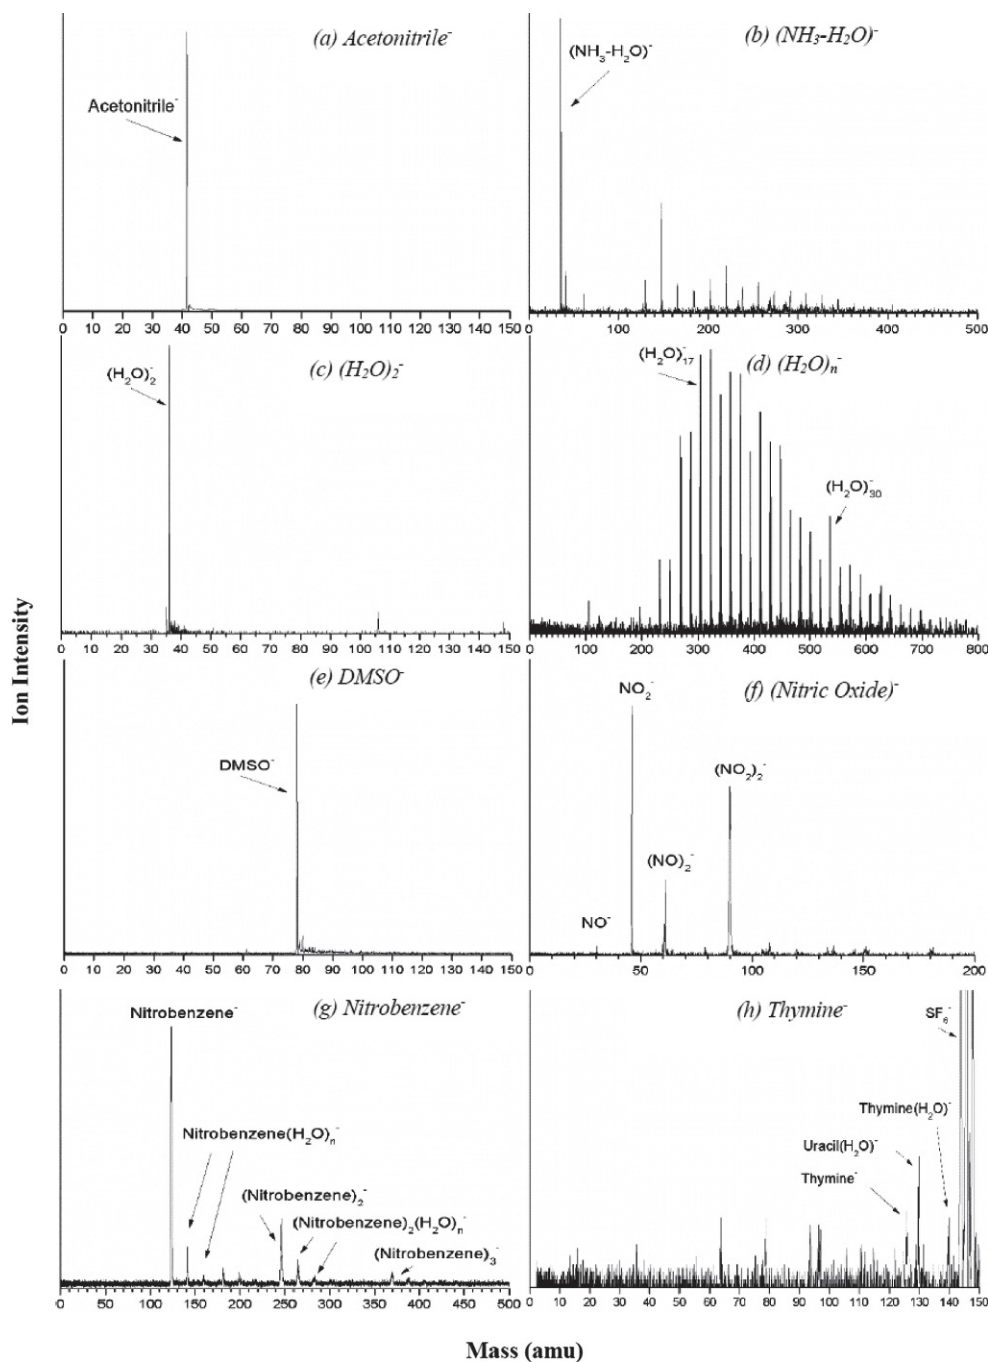 (a) Acetonitrile⁻
Acetonitrile⁻
0 10 20 30 40 50 60 70 80 90 100 110 120 130 140 150
(b) (NH₃-H₂O)⁻
(NH₃-H₂O)⁻
0 100 200 300 400 500
(c) (H₂O)₂⁻
(H₂O)₂⁻
0 10 20 30 40 50 60 70 80 90 100 110 120 130 140 150
(d) (H₂O)ₙ⁻
(H₂O)₁₇⁻
(H₂O)₃₀⁻
0 100 200 300 400 500 600 700 800
Ion Intensity
(e) DMSO⁻
DMSO⁻
0 10 20 30 40 50 60 70 80 90 100 110 120 130 140 150
(f) (Nitric Oxide)⁻
NO₂⁻
(NO₂)₂⁻
(NO)₂⁻
NO⁻
0 50 100 150 200
(g) Nitrobenzene⁻
Nitrobenzene⁻
Nitrobenzene(H₂O)ₙ⁻
(Nitrobenzene)₂⁻
(Nitrobenzene)₂(H₂O)ₙ⁻
(Nitrobenzene)₃⁻
0 50 100 150 200 250 300 350 400 450 500
(h) Thymine⁻
SF₆⁻
Thymine(H₂O)⁻
Uracil(H₂O)⁻
Thymine⁻
0 10 20 30 40 50 60 70 80 90 100 110 120 130 140 150
Mass (amu)